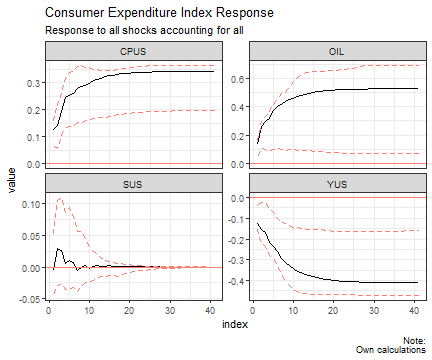 Consumer Expenditure Index Response
Response to all shocks accounting for all
CPUS
OIL
0.3
0.2
0.1
0.0
0.6
0.4
0.2
0.0
SUS
YUS
0.10
0.05
0.00
-0.05
0.0
-0.1
-0.2
-0.3
-0.4
0
10
20
30
40
0
10
20
30
40
value
index
Note:
Own calculations